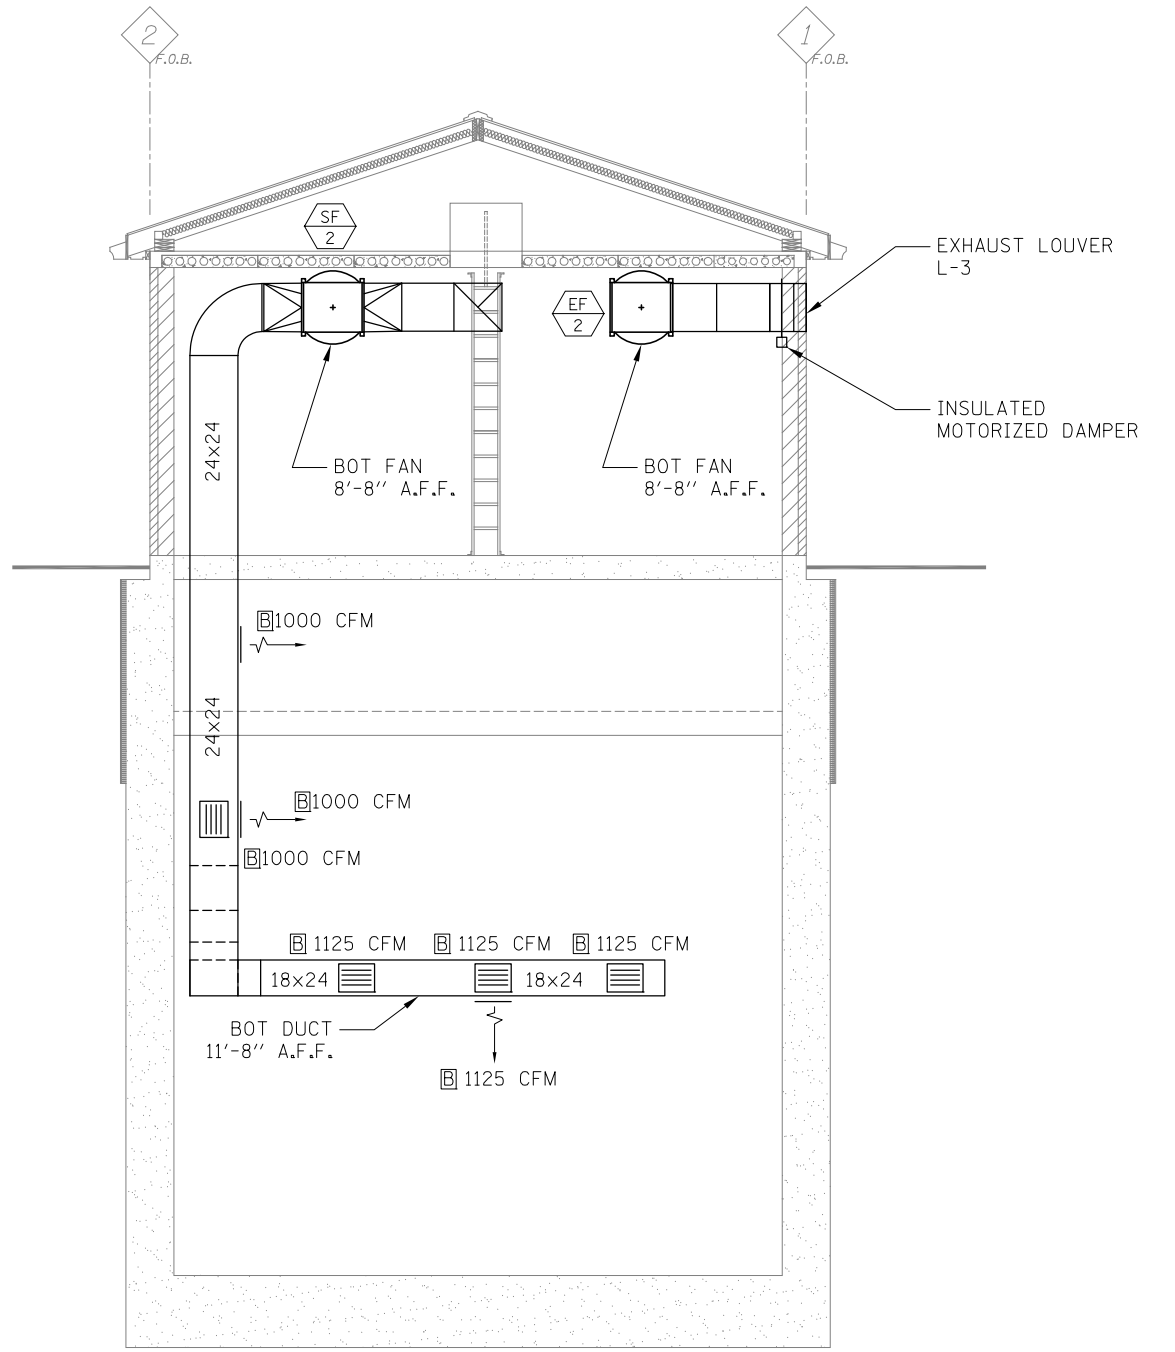 2
F.O.B.
1
F.O.B.
SF
2
EXHAUST LOUVER
L-3
EF
2
INSULATED
MOTORIZED DAMPER
24x24
BOT FAN
8'-8" A.F.F.
BOT FAN
8'-8" A.F.F.
B 1000 CFM
24x24
B 1000 CFM
B 1000 CFM
B 1125 CFM B 1125 CFM B 1125 CFM
18x24 18x24
BOT DUCT
11'-8" A.F.F.
B 1125 CFM